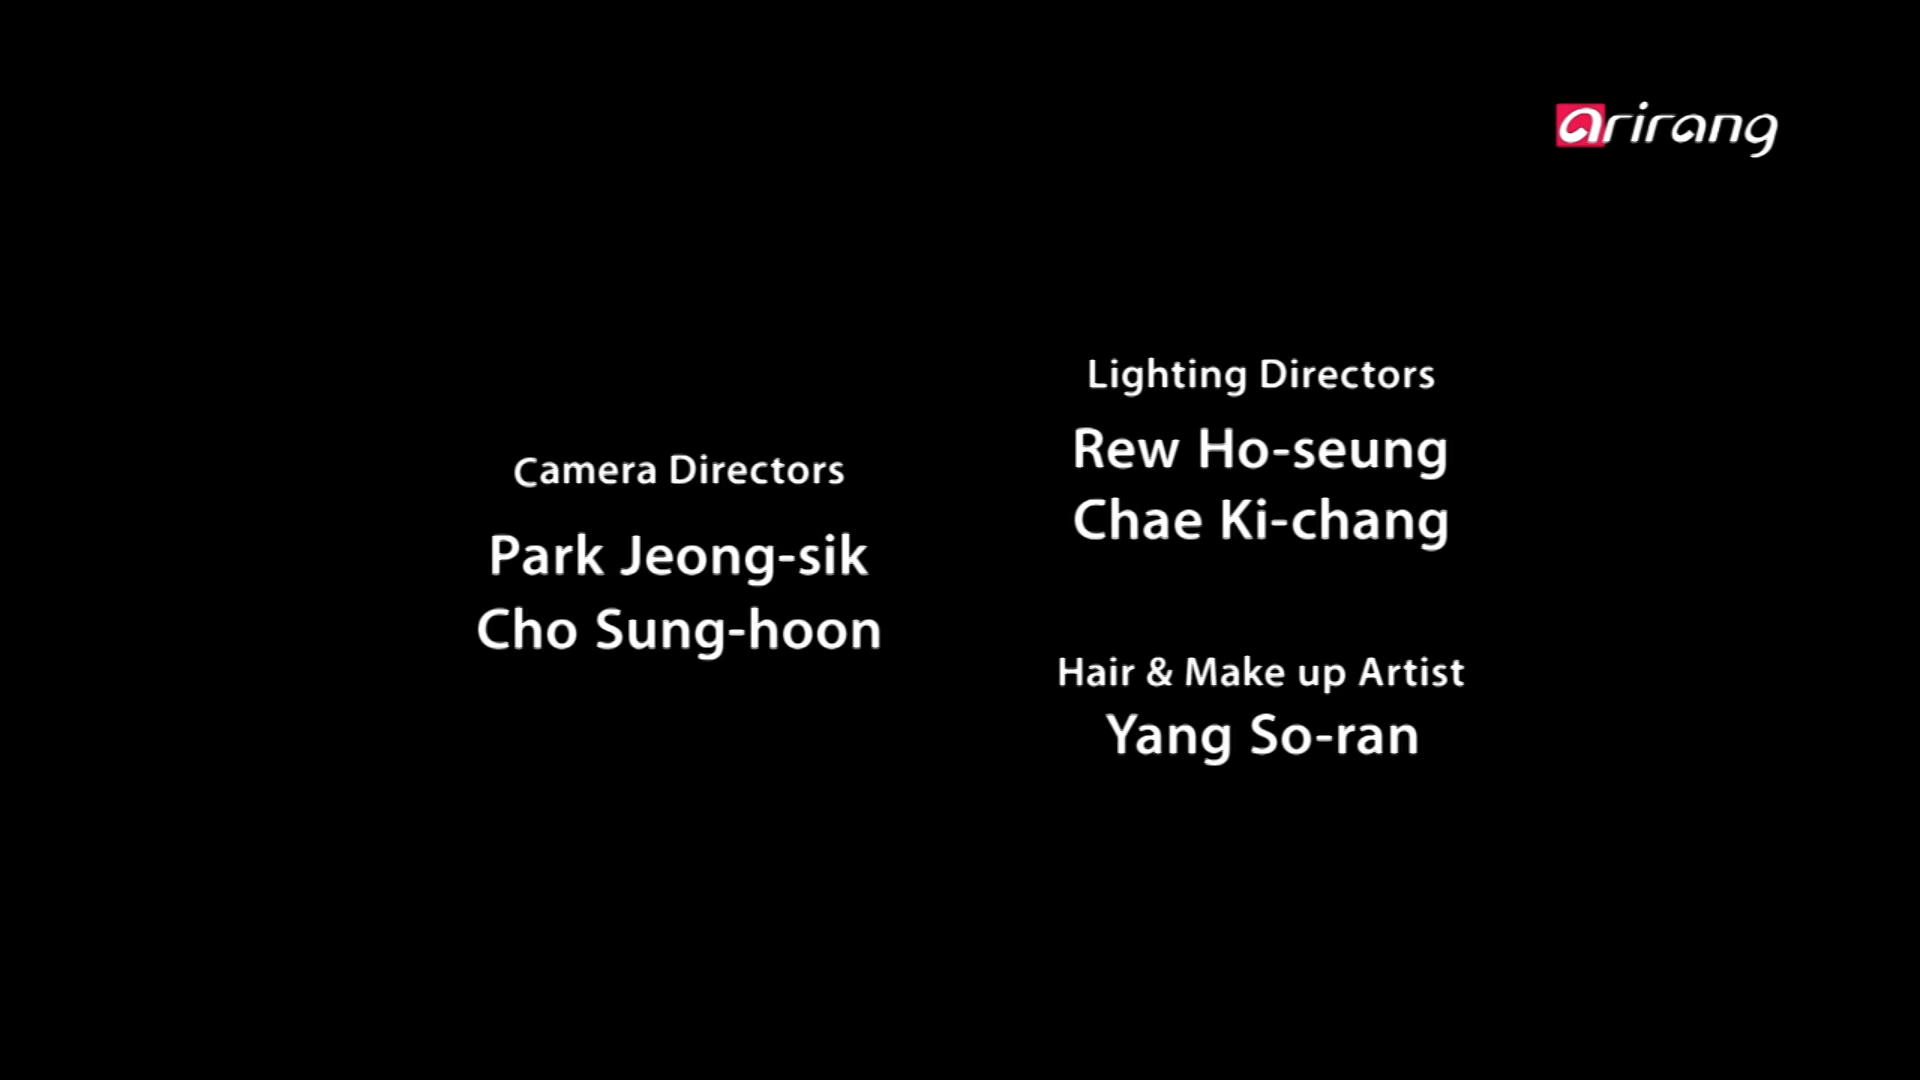 arirang
Camera Directors
Park Jeong-sik
Cho Sung-hoon
Lighting Directors
Rew Ho-seung
Chae Ki-chang
Hair & Make up Artist
Yang So-ran